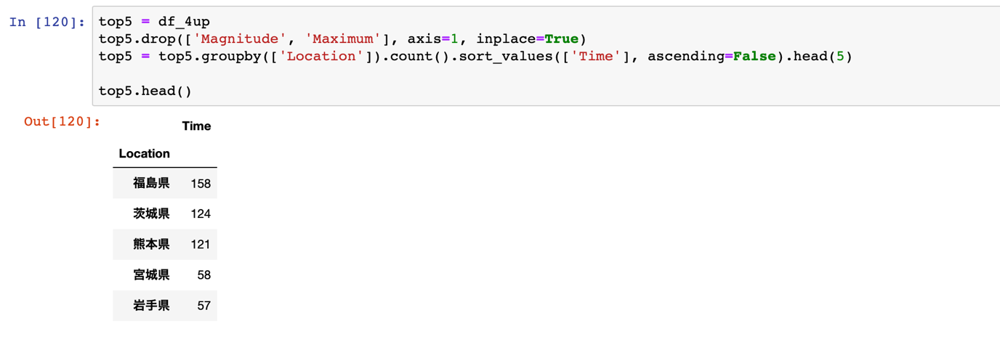 In [120]: top5 = df_4up
top5.drop(['Magnitude', 'Maximum'], axis=1, inplace=True)
top5 = top5.groupby(['Location']).count().sort_values(['Time'], ascending=False).head(5)
top5.head()
Out[120]:
Time
Location
福島県 158
茨城県 124
熊本県 121
宮城県 58
岩手県 57